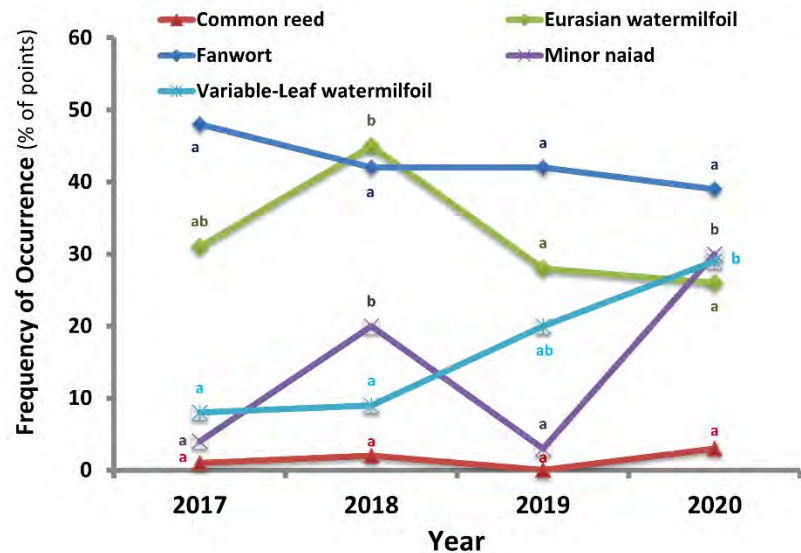 Common reed
Eurasian watermilfoil
Fanwort
Minor naiad
Variable-Leaf watermilfoil
Frequency of Occurrence (% of points)
60
50
40
30
20
10
0
a
b
a
a
a
ab
a
b
b
b
a
a
a
ab
a
a
a
a
a
a
2017
2018
2019
2020
Year